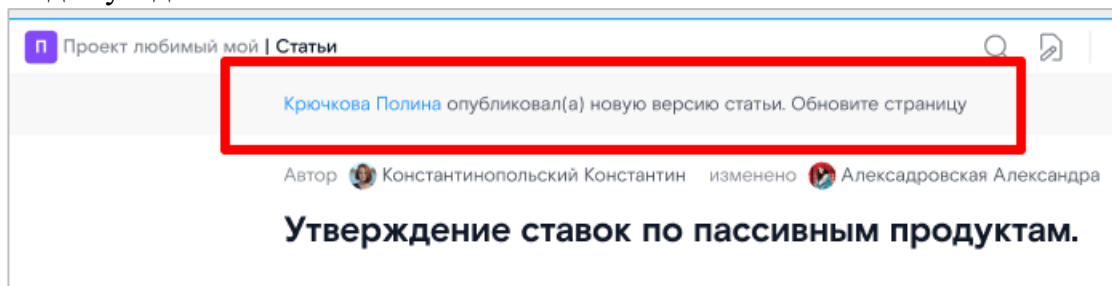 П Проект любимый мой | Статьи
Крючкова Полина опубликовал(а) новую версию статьи. Обновите страницу
Автор Константинопольский Константин изменено Алексадровская Александра
Утверждение ставок по пассивным продуктам.